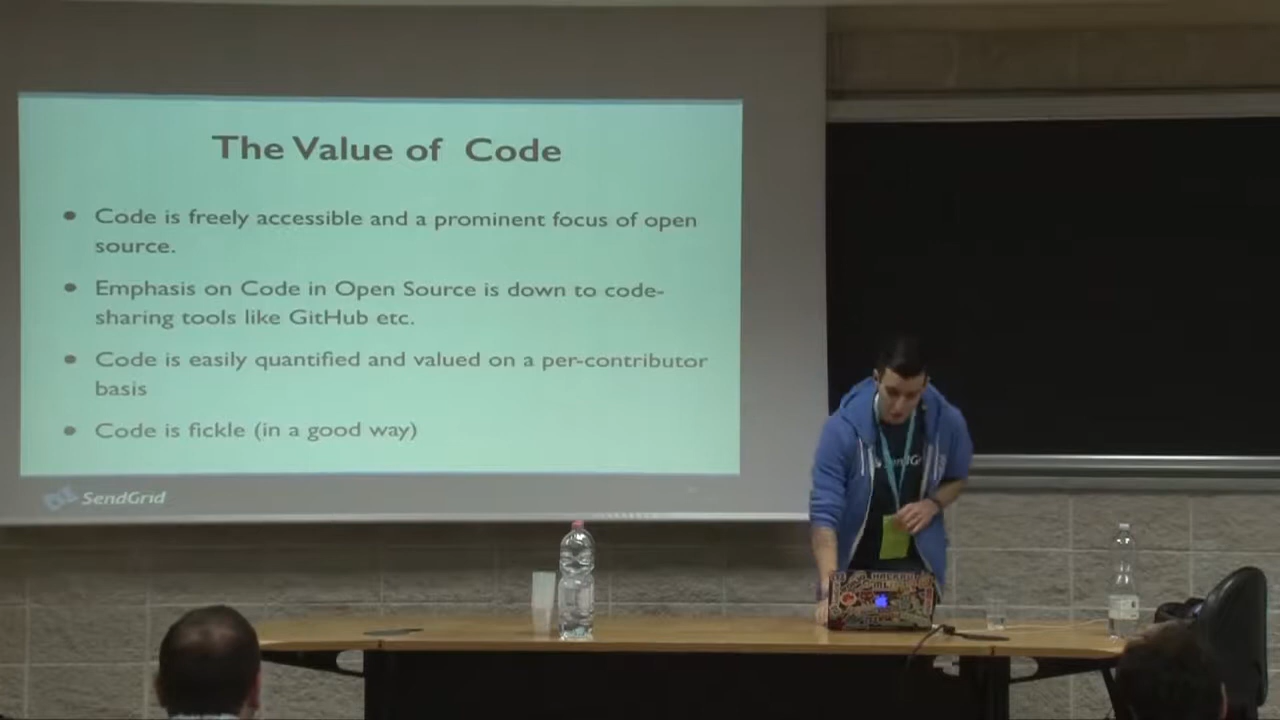 The Value of Code
• Code is freely accessible and a prominent focus of open
source.
• Emphasis on Code in Open Source is down to code-
sharing tools like GitHub etc.
• Code is easily quantified and valued on a per-contributor
basis
• Code is fickle (in a good way)
SendGrid
SendGr